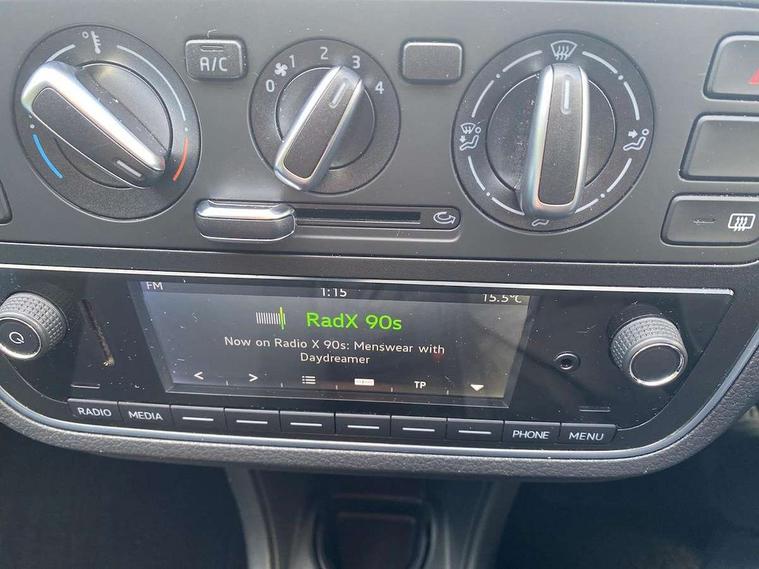 °C
A/C
0 1 2 3 4
FM 1:15 15.5°C
RadX 90s
Now on Radio X 90s: Menswear with
Daydreamer
< > TP
RADIO MEDIA PHONE MENU